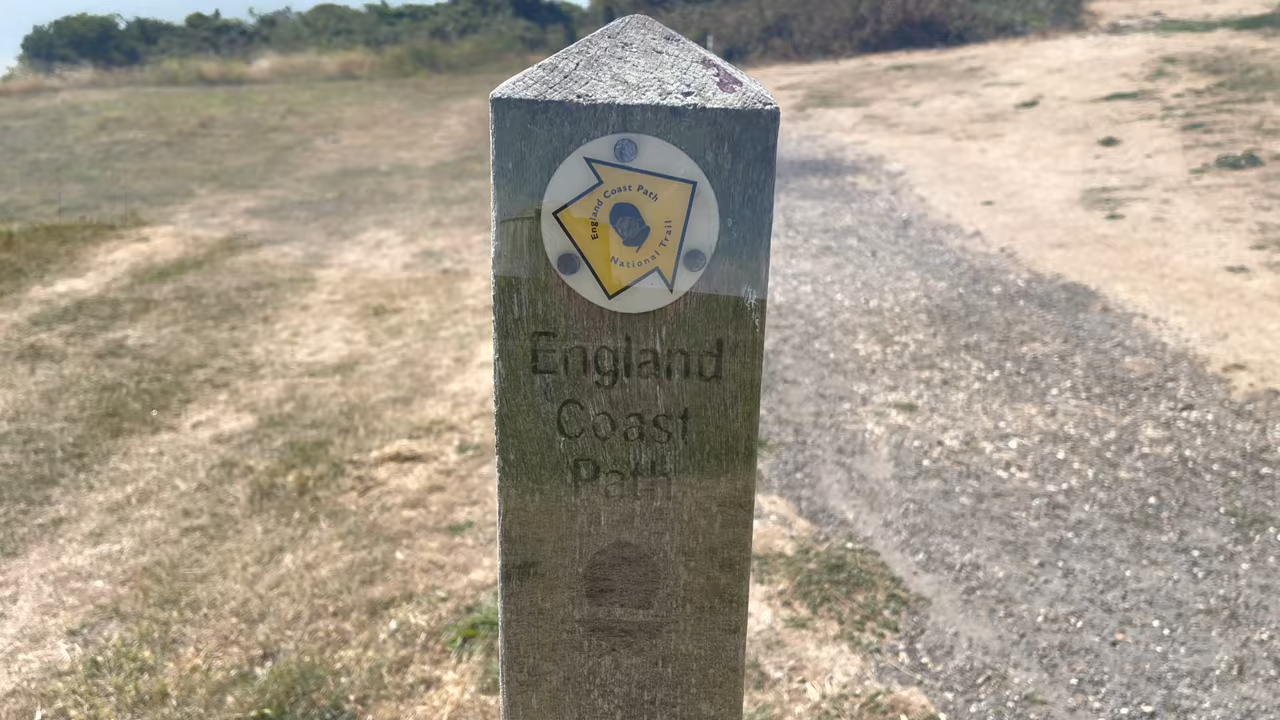 England Coast Path
National Trail
England
Coast
Path